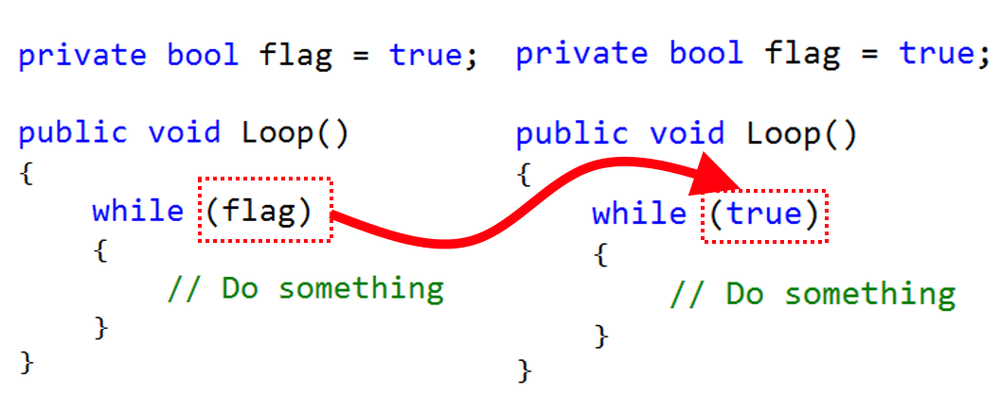 private bool flag = true;
public void Loop()
{
    while (flag)
    {
        // Do something
    }
}
private bool flag = true;
public void Loop()
{
    while (true)
    {
        // Do something
    }
}